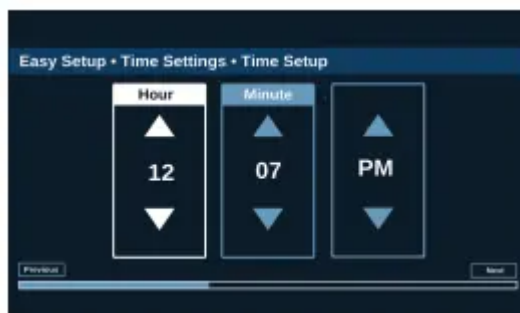 Easy Setup • Time Settings • Time Setup
Hour
Minute
12
07
PM
Previous
Next